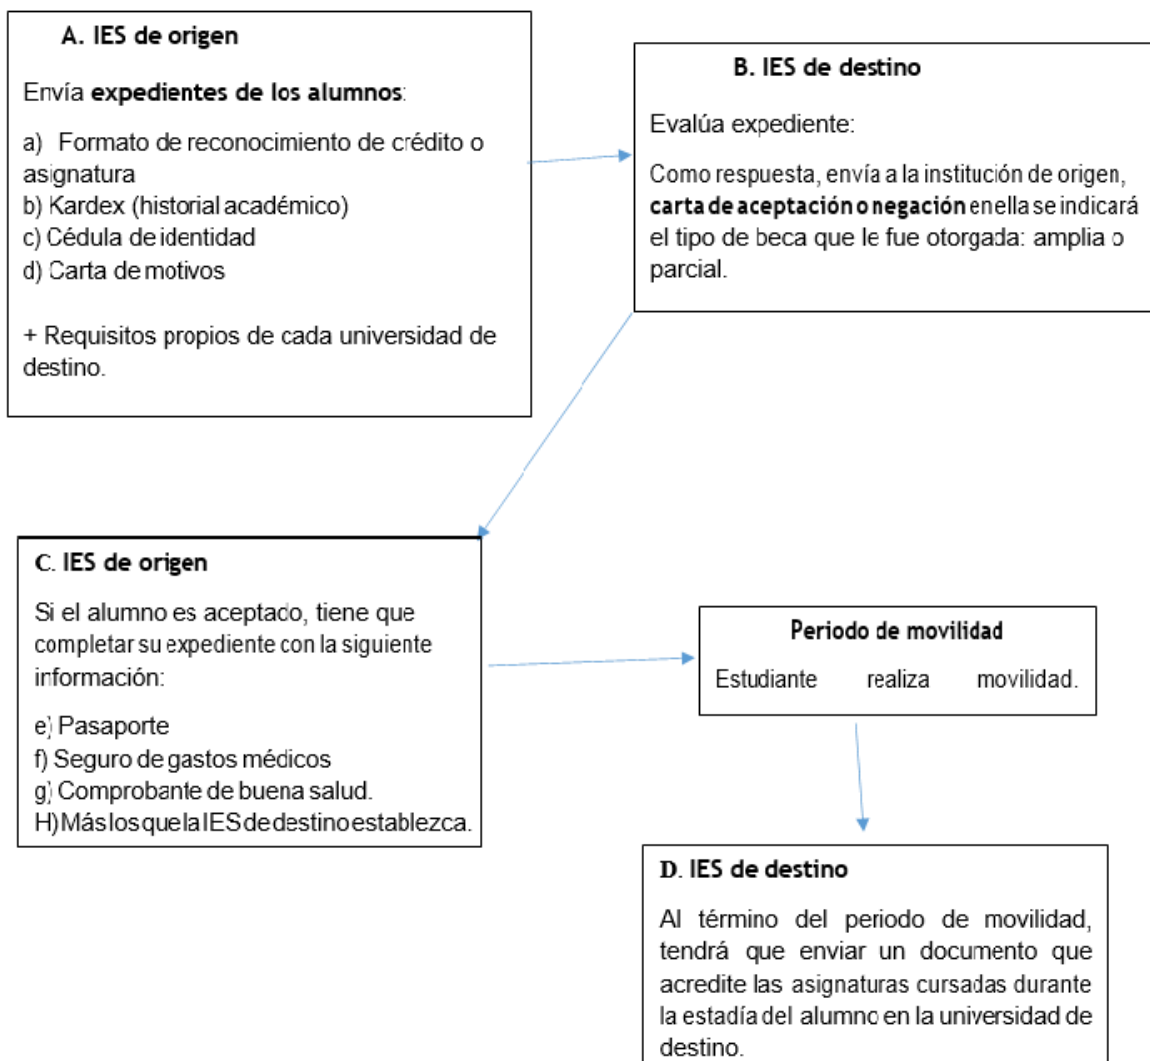 A. IES de origen
Envía expedientes de los alumnos:
a) Formato de reconocimiento de crédito o
asignatura
b) Kardex (historial académico)
c) Cédula de identidad
d) Carta de motivos
+ Requisitos propios de cada universidad de
destino.
B. IES de destino
Evalúa expediente:
Como respuesta, envía a la institución de origen,
carta de aceptación o negación en ella se indicará
el tipo de beca que le fue otorgada: amplia o
parcial.
C. IES de origen
Si el alumno es aceptado, tiene que
completar su expediente con la siguiente
información:
e) Pasaporte
f) Seguro de gastos médicos
g) Comprobante de buena salud.
H) Más los que la IES de destino establezca.
Periodo de movilidad
Estudiante realiza movilidad.
D. IES de destino
Al término del periodo de movilidad,
tendrá que enviar un documento que
acredite las asignaturas cursadas durante
la estadía del alumno en la universidad de
destino.